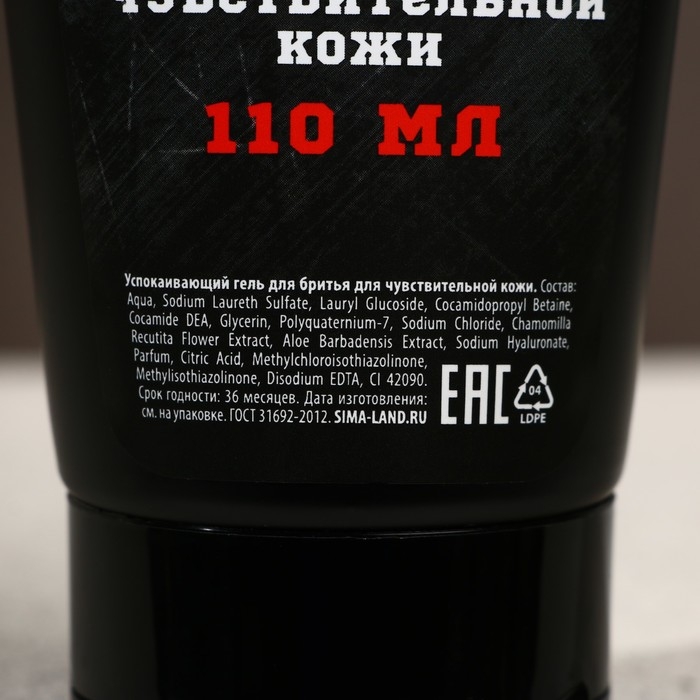 чувствительной
кожи
110 мл
Успокаивающий гель для бритья для чувствительной кожи. Состав:
Aqua, Sodium Laureth Sulfate, Lauryl Glucoside, Cocamidopropyl Betaine,
Cocamide DEA, Glycerin, Polyquaternium-7, Sodium Chloride, Chamomilla
Recutita Flower Extract, Aloe Barbadensis Extract, Sodium Hyaluronate,
Parfum, Citric Acid, Methylchloroisothiazolinone,
Methylisothiazolinone, Disodium EDTA, CI 42090.
Срок годности: 36 месяцев. Дата изготовления:
см. на упаковке. ГОСТ 31692-2012. SIMA-LAND.RU
EAC
04
LDPE